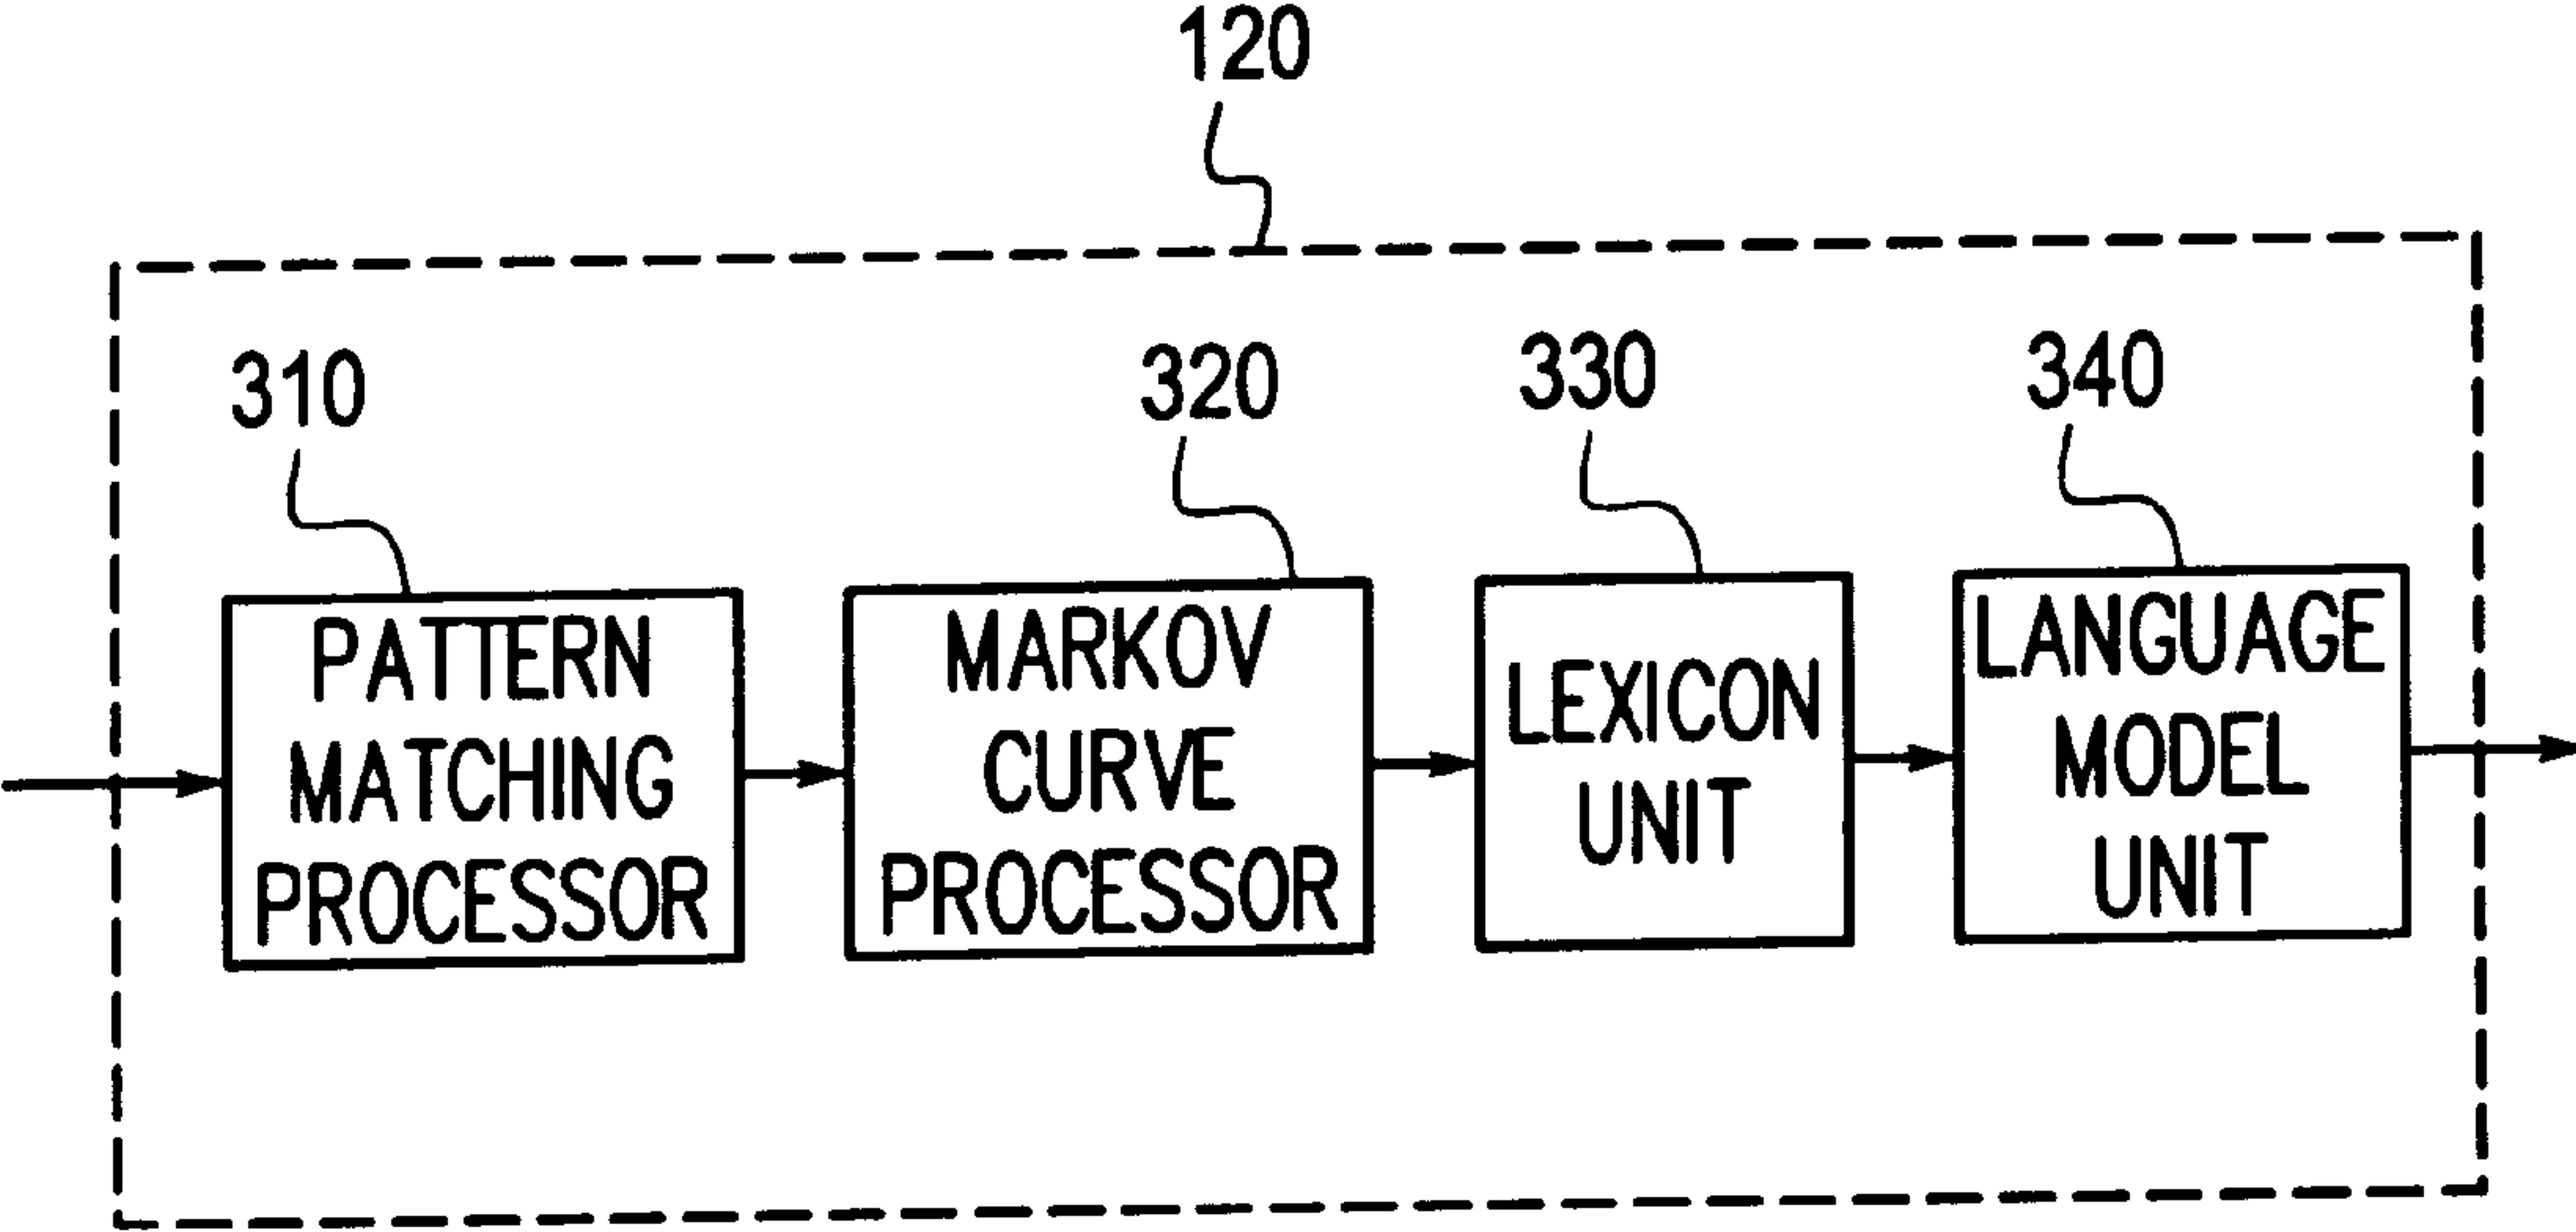 120
310
320
330
340
PATTERN
MATCHING
PROCESSOR
MARKOV
CURVE
PROCESSOR
LEXICON
UNIT
LANGUAGE
MODEL
UNIT